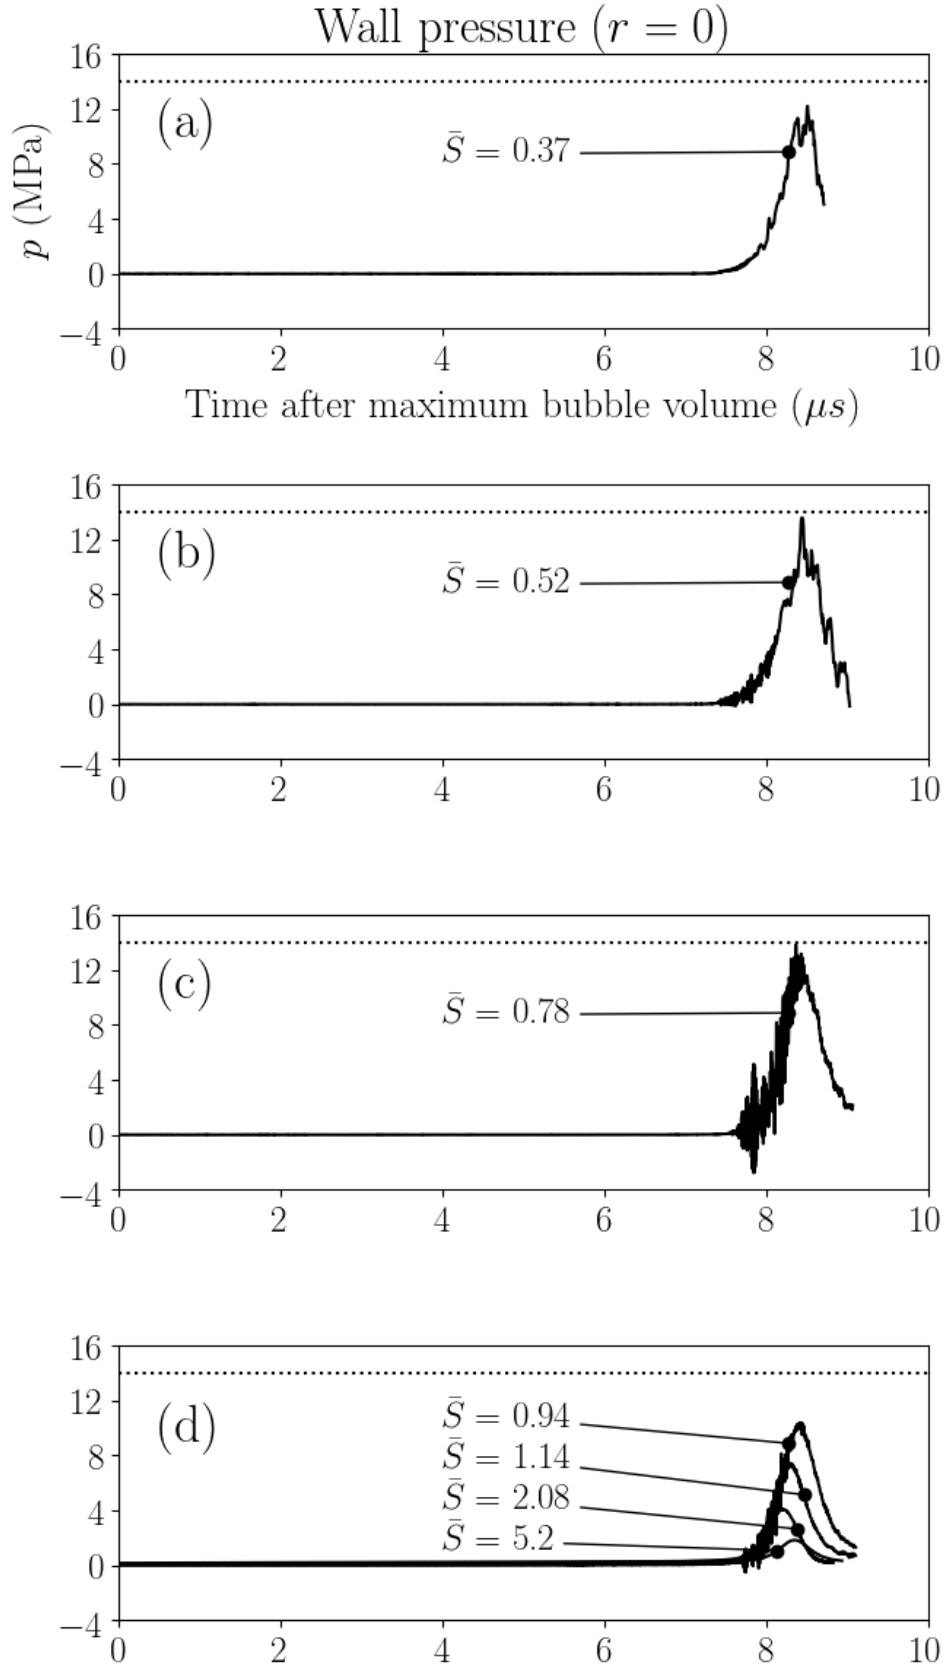 Wall pressure (r = 0)
16
12
8
4
0
−4
p (MPa)
(a)
S̄ = 0.37
0 2 4 6 8 10
Time after maximum bubble volume (μs)
16
12
8
4
0
−4
(b)
S̄ = 0.52
0 2 4 6 8 10
16
12
8
4
0
−4
(c)
S̄ = 0.78
0 2 4 6 8 10
16
12
8
4
0
−4
(d)
S̄ = 0.94
S̄ = 1.14
S̄ = 2.08
S̄ = 5.2
0 2 4 6 8 10